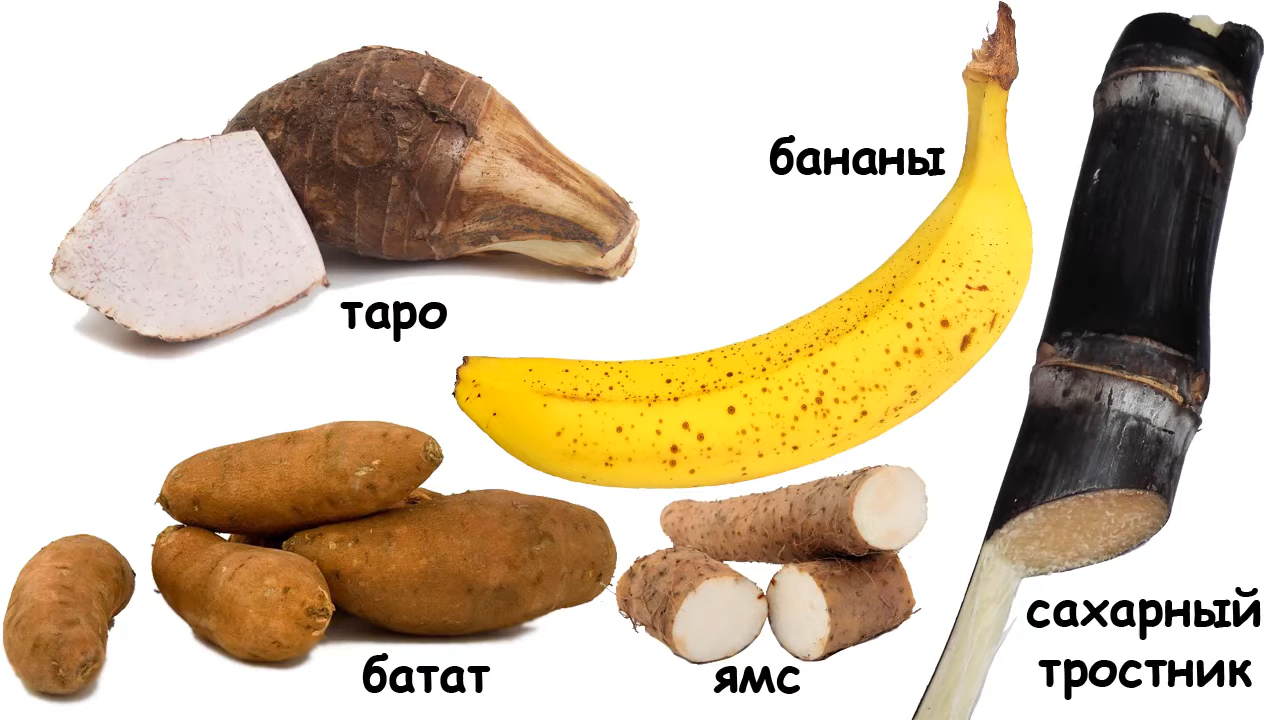 бананы
таро
батат
ямс
сахарный
тростник